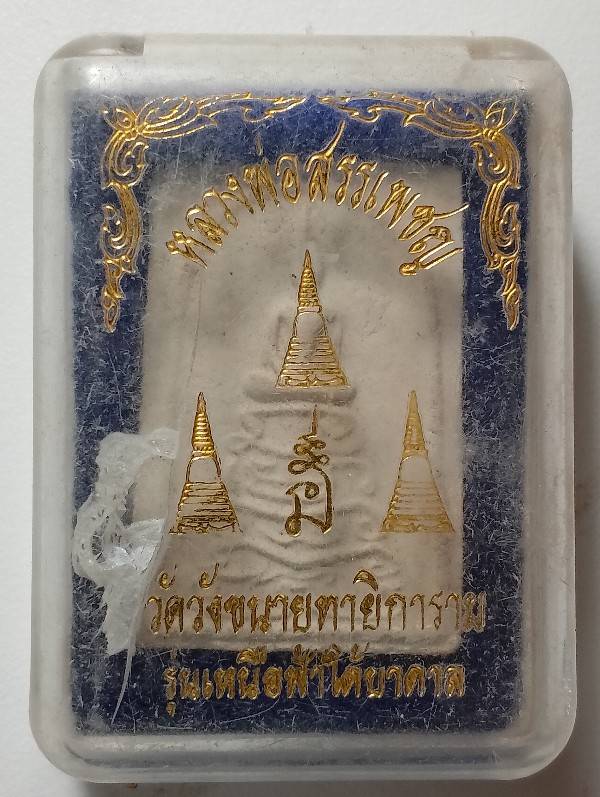 หลวงพ่อสรรเพชญ
วัดวังขนายทายิการาม
รุ่นเหนือฟ้าใต้บาดาล